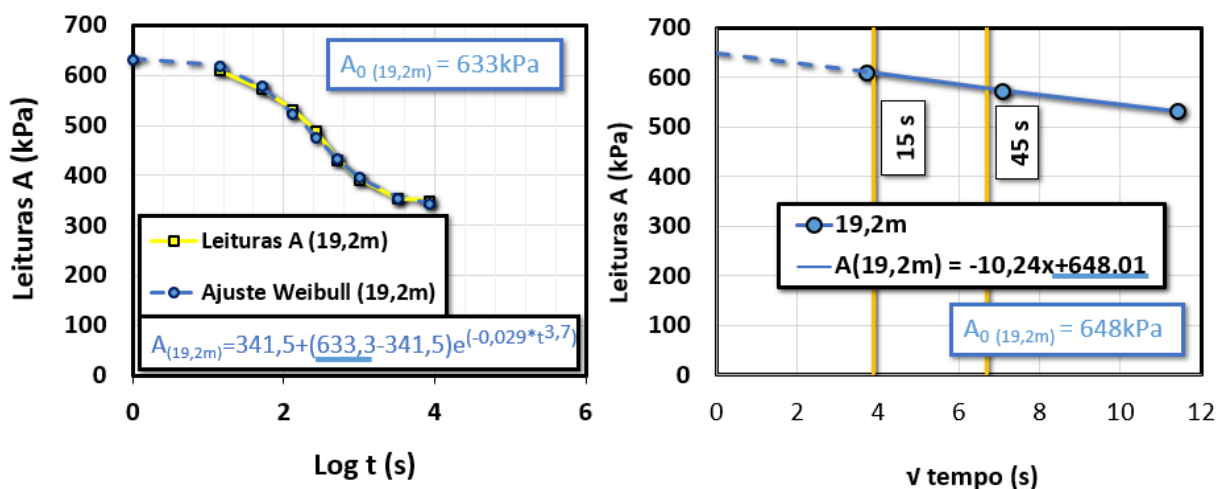 700
600
500
400
300
200
100
0
Leituras A (kPa)
A0 (19,2m) = 633kPa
Leituras A (19,2m)
Ajuste Weibull (19,2m)
A(19,2m)=341,5+(633,3-341,5)e(-0,029*t3,7)
0
2
4
6
Log t (s)
700
600
500
400
300
200
100
0
Leituras A (kPa)
15 s
45 s
19,2m
A(19,2m) = -10,24x+648.01
A0 (19,2m) = 648kPa
0
2
4
6
8
10
12
√ tempo (s)